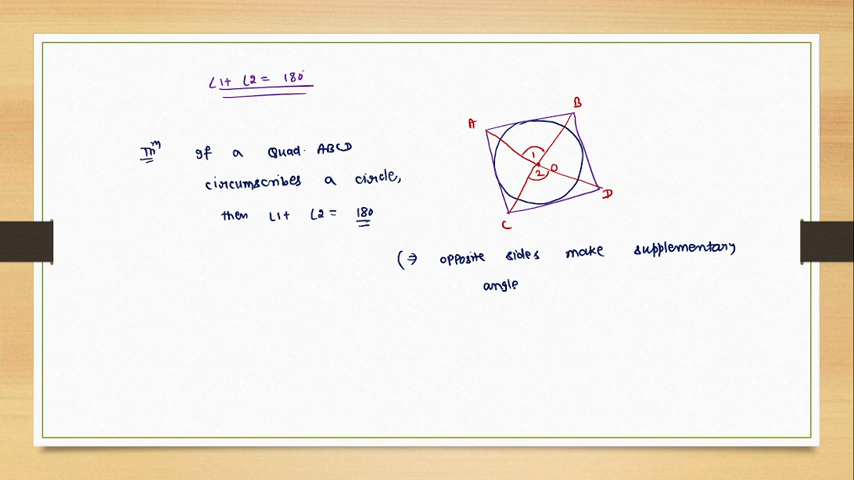 ∠1+ ∠2 = 180°
Thm If a Quad. ABCD
circumscribes a circle,
then ∠1+ ∠2 = 180
A
B
1
2
O
D
C
(⇒ opposite sides make supplementary
angle